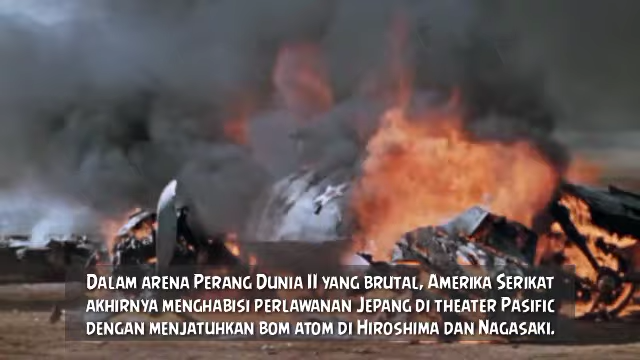 Dalam arena Perang Dunia II yang brutal, Amerika Serikat
akhirnya menghabisi perlawanan Jepang di theater Pasific
dengan menjatuhkan bom atom di Hiroshima dan Nagasaki.